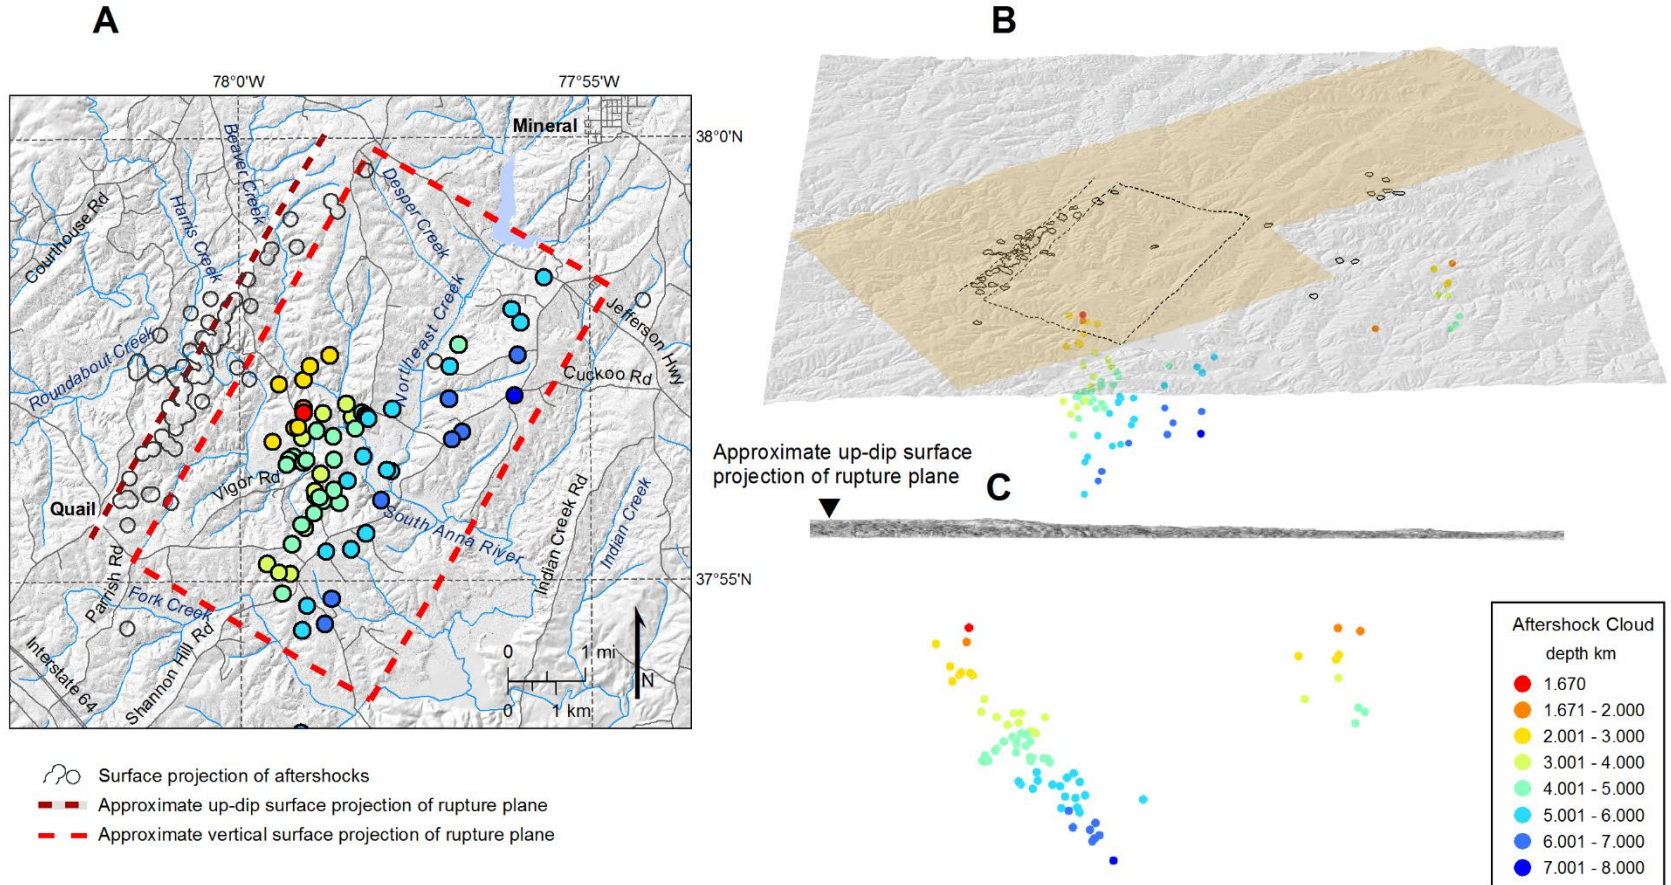 A
B
78°0'W
77°55'W
Mineral
38°0'N
Beaver Creek
Harris Creek
Desper Creek
Courthouse Rd
Northeast Creek
Jefferson Hwy
Roundabout Creek
Cuckoo Rd
Vigor Rd
Quail
South Anna River
Indian Creek Rd
Indian Creek
37°55'N
Parrish Rd
Fork Creek
Shannon Hill Rd
Interstate 64
0
1 mi
0
1 km
N
Surface projection of aftershocks
Approximate up-dip surface projection of rupture plane
Approximate vertical surface projection of rupture plane
Approximate up-dip surface
projection of rupture plane
C
Aftershock Cloud
depth km
1.670
1.671 - 2.000
2.001 - 3.000
3.001 - 4.000
4.001 - 5.000
5.001 - 6.000
6.001 - 7.000
7.001 - 8.000